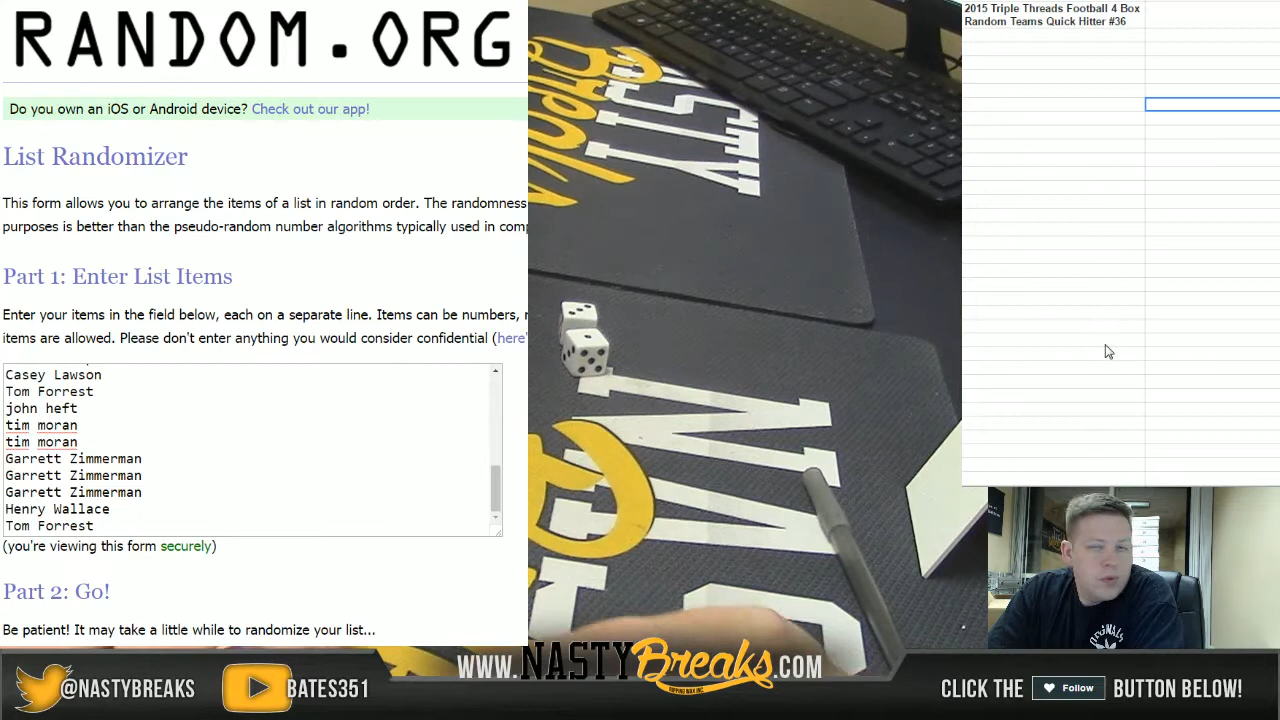 RANDOM.ORG
Do you own an iOS or Android device? Check out our app!
List Randomizer
This form allows you to arrange the items of a list in random order. The randomness
purposes is better than the pseudo-random number algorithms typically used in
Part 1: Enter List Items
Enter your items in the field below, each on a separate line. Items can be numbers,
items are allowed. Please don't enter anything you would consider confidential (here'
Casey Lawson
Tom Forrest
john heft
tim moran
tim moran
Garrett Zimmerman
Garrett Zimmerman
Garrett Zimmerman
Henry Wallace
Tom Forrest
(you're viewing this form securely)
Part 2: Go!
Be patient! It may take a little while to randomize your list...
2015 Triple Threads Football 4 Box
Random Teams Quick Hitter #36
@NASTYBREAKS
BATES351
WWW.NASTYBreaks.COM
RIPPING WAX INC.
CLICK THE Follow BUTTON BELOW!